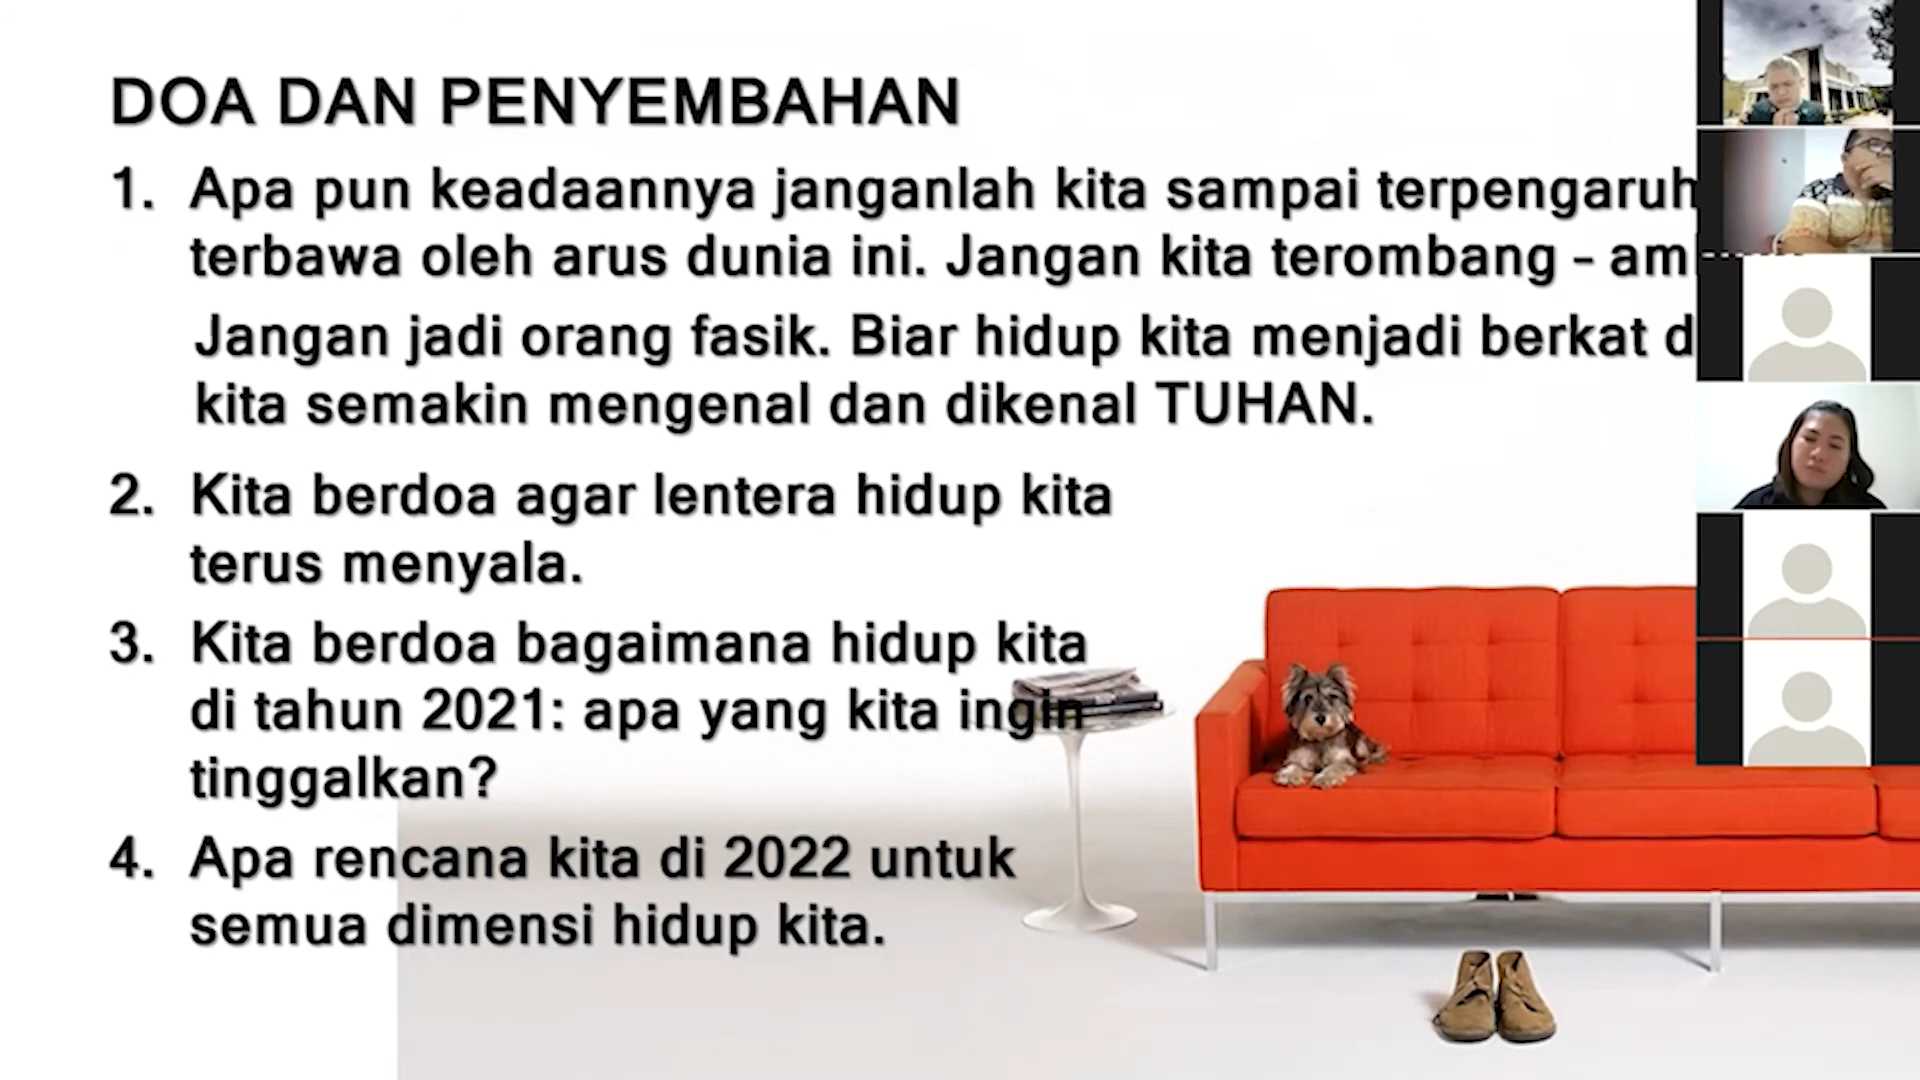 DOA DAN PENYEMBAHAN
1. Apa pun keadaannya janganlah kita sampai terpengaruh
terbawa oleh arus dunia ini. Jangan kita terombang -
Jangan jadi orang fasik. Biar hidup kita menjadi berkat
kita semakin mengenal dan dikenal TUHAN.
2. Kita berdoa agar lentera hidup kita
terus menyala.
3. Kita berdoa bagaimana hidup kita
di tahun 2021: apa yang kita ingin
tinggalkan?
4. Apa rencana kita di 2022 untuk
semua dimensi hidup kita.